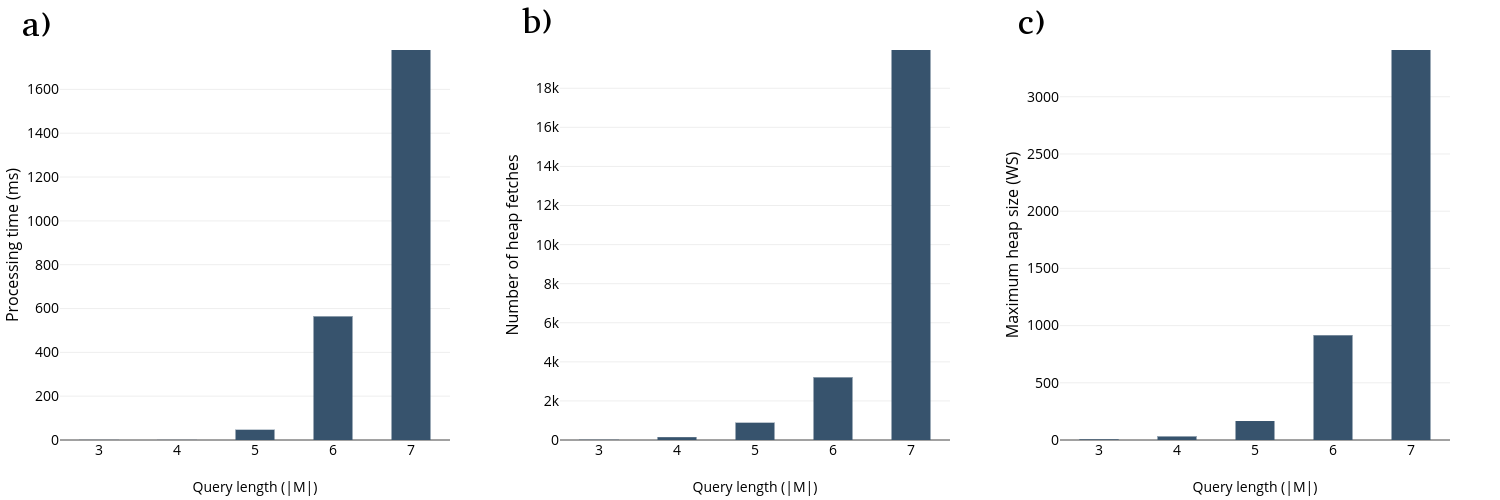 a)
Processing time (ms)
1600
1400
1200
1000
800
600
400
200
0
3 4 5 6 7
Query length (|M|)
b)
Number of heap fetches
18k
16k
14k
12k
10k
8k
6k
4k
2k
0
3 4 5 6 7
Query length (|M|)
c)
Maximum heap size (WS)
3000
2500
2000
1500
1000
500
0
3 4 5 6 7
Query length (|M|)